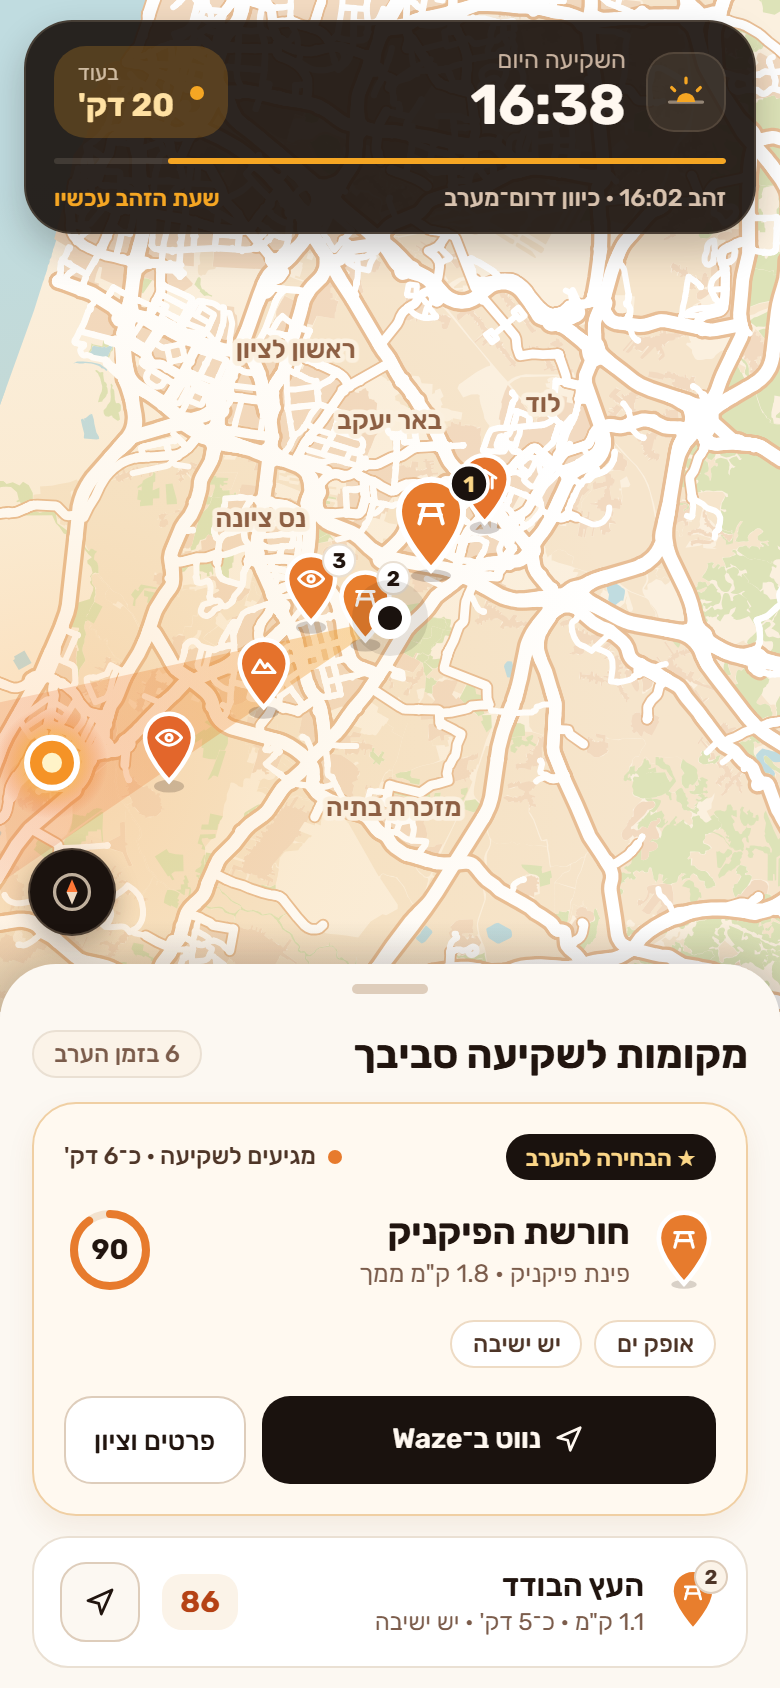 השקיעה היום
16:38
בעוד
20 דק'
זהב 16:02 • כיוון דרום־מערב
שעת הזהב עכשיו
ראשון לציון
לוד
באר יעקב
1
נס ציונה
3
2
מזכרת בתיה
מקומות לשקיעה סביבך
6 בזמן הערב
★ הבחירה להערב
מגיעים לשקיעה • כ־6 דק'
חורשת הפיקניק
90
פינת פיקניק • 1.8 ק"מ ממך
אופק ים
יש ישיבה
נווט ב־Waze
פרטים וציון
2
העץ הבודד
86
1.1 ק"מ • כ־5 דק' • יש ישיבה